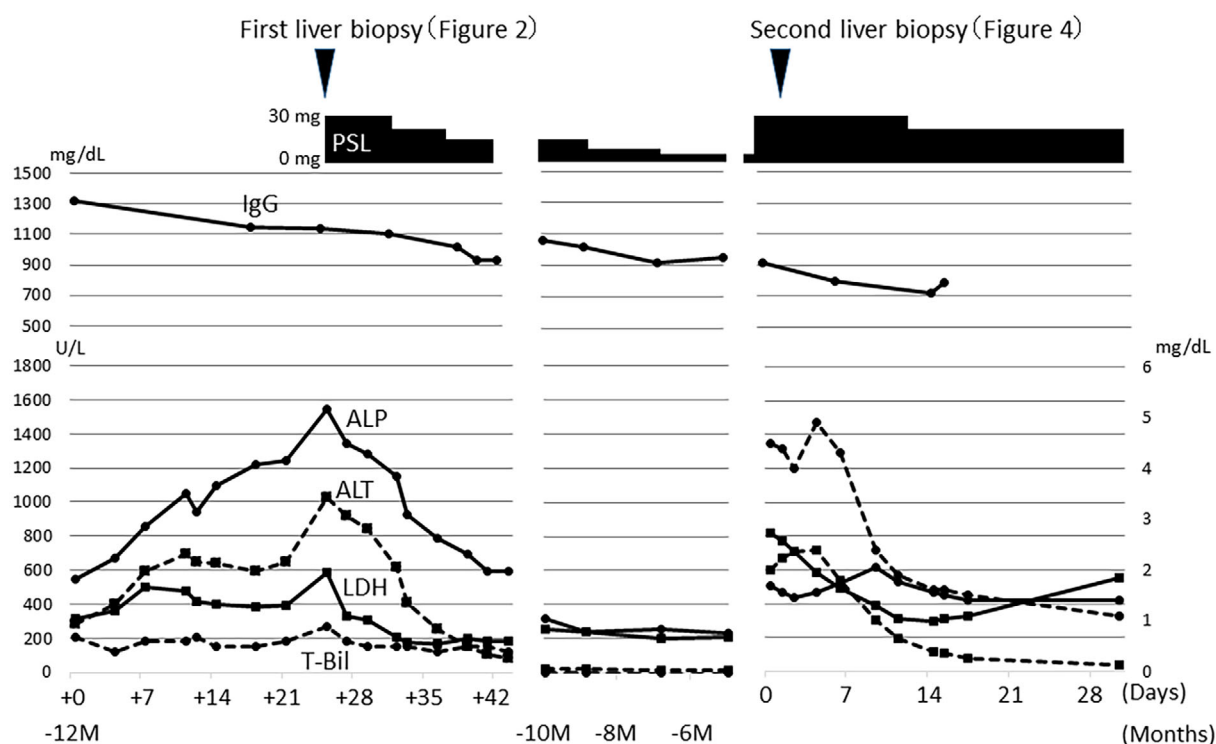 First liver biopsy（Figure 2）
Second liver biopsy（Figure 4）
30 mg
PSL
0 mg
mg/dL
1500
1300
IgG
1100
900
700
500
U/L
mg/dL
1800
6
1600
ALP
5
1400
1200
4
ALT
1000
3
800
600
LDH
2
400
1
200
T-Bil
0
0
+0 +7 +14 +21 +28 +35 +42
0 7 14 21 28 (Days)
-12M -10M -8M -6M (Months)